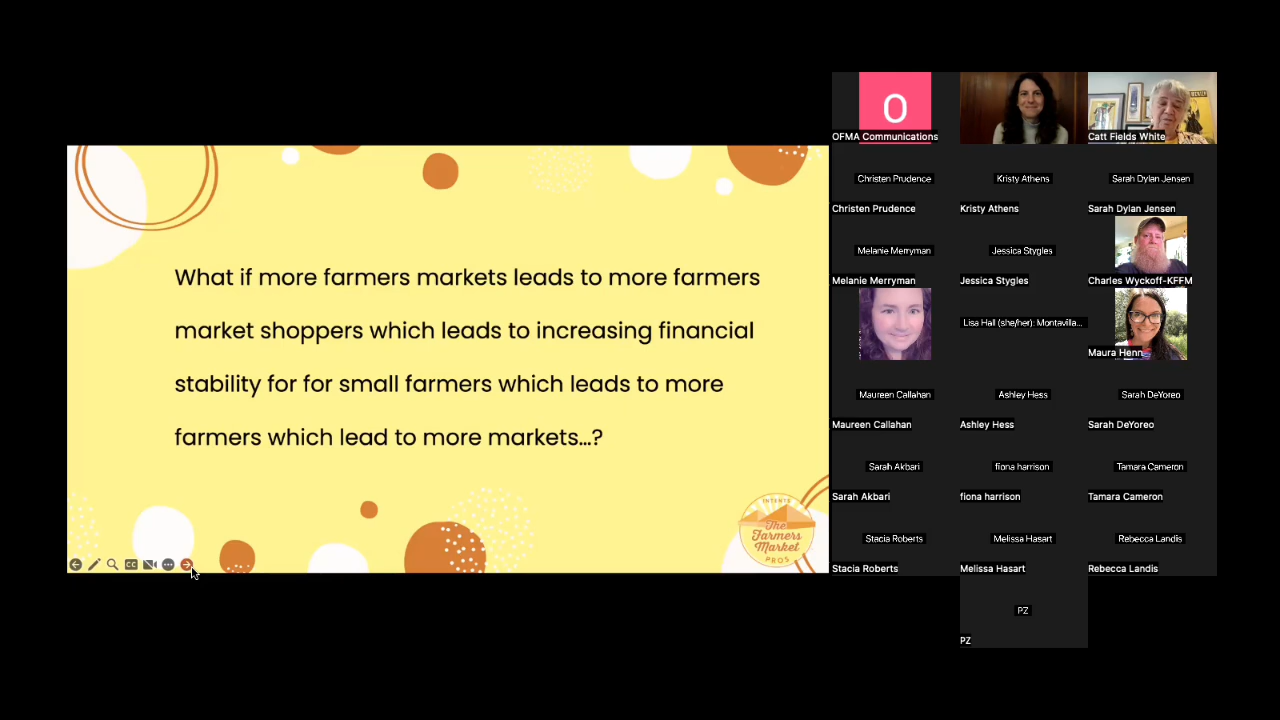 What if more farmers markets leads to more farmers
market shoppers which leads to increasing financial
stability for for small farmers which leads to more
farmers which lead to more markets...?
INTENTS
The
Farmers
Market
PROS
CC
O
OFMA Communications
Catt Fields White
Christen Prudence
Kristy Athens
Sarah Dylan Jensen
Christen Prudence
Kristy Athens
Sarah Dylan Jensen
Melanie Merryman
Jessica Stygles
Melanie Merryman
Jessica Stygles
Charles Wyckoff-KFFM
Lisa Hall (she/her): Montavilla...
Maura Henn
Maureen Callahan
Ashley Hess
Sarah DeYoreo
Maureen Callahan
Ashley Hess
Sarah DeYoreo
Sarah Akbari
fiona harrison
Tamara Cameron
Sarah Akbari
fiona harrison
Tamara Cameron
Stacia Roberts
Melissa Hasart
Rebecca Landis
Stacia Roberts
Melissa Hasart
Rebecca Landis
PZ
PZ